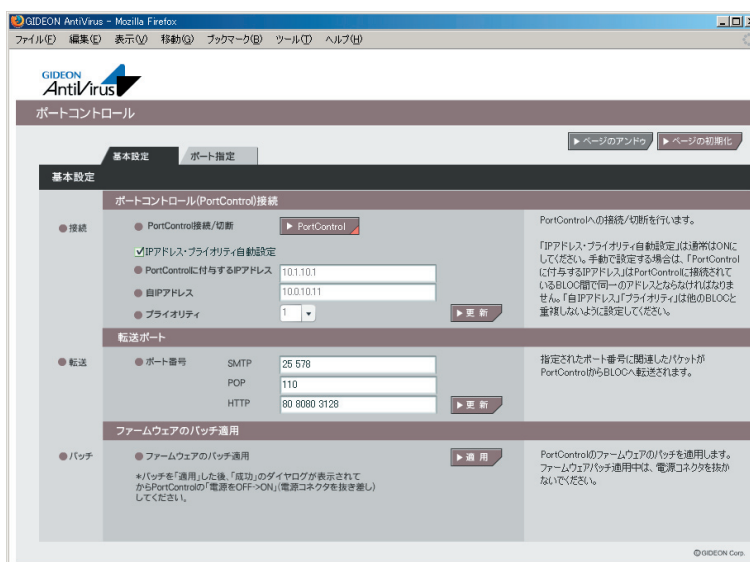 GIDEON AntiVirus - Mozilla Firefox
ファイル(F) 編集(E) 表示(V) 移動(G) ブックマーク(B) ツール(T) ヘルプ(H)
GIDEON
AntiVirus
ポートコントロール
ページのアンドゥ ページの初期化
基本設定 ポート指定
基本設定
ポートコントロール(PortControl)接続
接続
PortControl接続/切断 PortControl
IPアドレス・プライオリティ自動設定
PortControlに付与するIPアドレス 10.1.10.1
自IPアドレス 10.0.10.11
プライオリティ 1 更 新
PortControlへの接続/切断を行います。
「IPアドレス・プライオリティ自動設定」は通常はONに
してください。手動で設定する場合は、「PortControl
に付与するIPアドレス」はPortControlに接続されて
いるBLOC間で同一のアドレスとならなければなりま
せん。「自IPアドレス」「プライオリティ」は他のBLOCと
重複しないように設定してください。
転送ポート
転送
ポート番号 SMTP 25 578
POP 110
HTTP 80 8080 3128 更 新
指定されたポート番号に関連したパケットが
PortControlからBLOCへ転送されます。
ファームウェアのパッチ適用
パッチ
ファームウェアのパッチ適用 適 用
*パッチを「適用」した後、「成功」のダイヤログが表示されて
からPortControlの「電源をOFF->ON」(電源コネクタを抜き差し)
してください。
PortControlのファームウェアのパッチを適用します。
ファームウェアパッチ適用中は、電源コネクタを抜か
ないでください。
©GIDEON Corp.